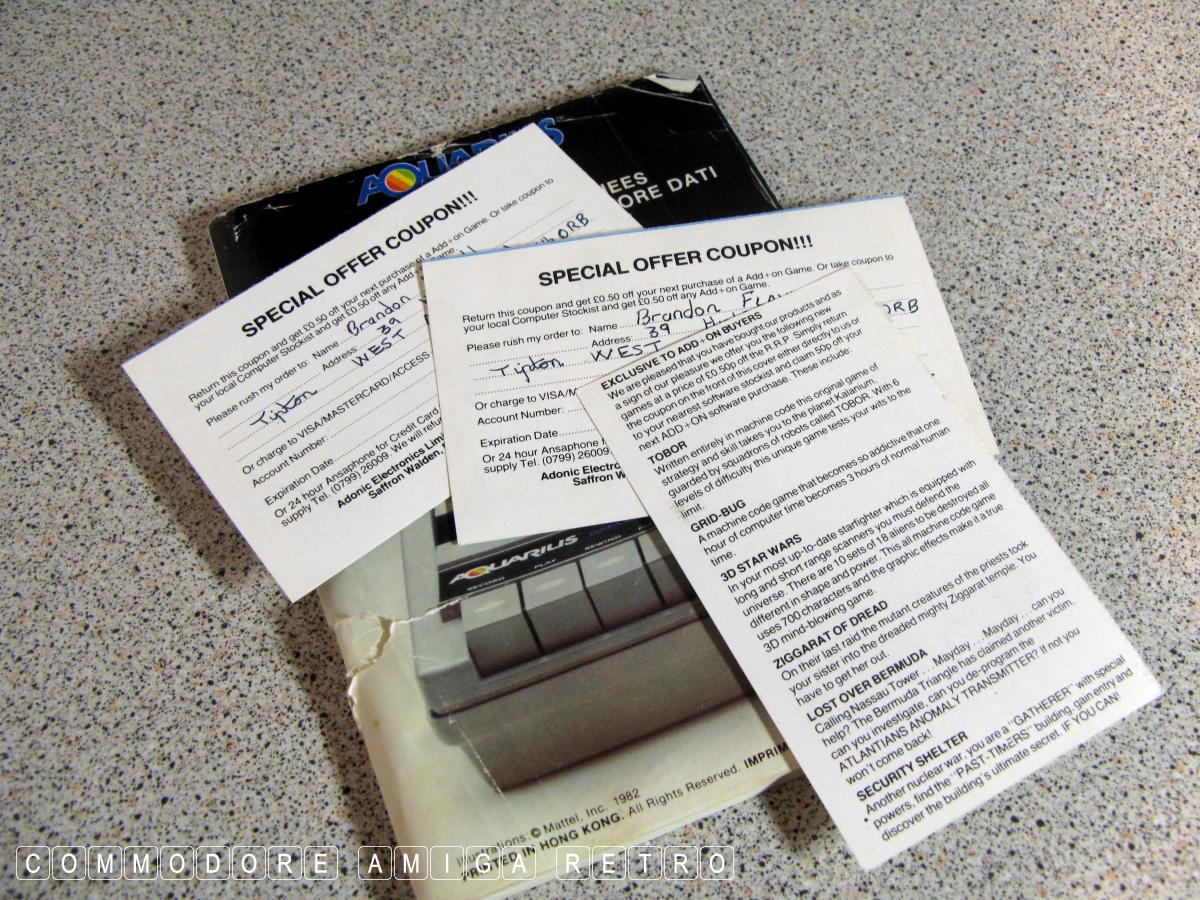 AQUARIUS
NEES
ORE DATI
SPECIAL OFFER COUPON!!!
Return this coupon and get £0.50 off your next purchase of a Add+on Game. Or take coupon to
your local Computer Stockist and get £0.50 off any Add Game.
Please rush my order to: Name Brandon
Address: 39
Tipton WEST ORB
Or charge to VISA/MASTERCARD/ACCESS
Account Number:
Expiration Date
Or 24 hour Ansaphone for Credit Card
supply Tel. (0799) 26009. We will refu
Adonic Electronics Lim
Saffron Walden,
SPECIAL OFFER COUPON!!!
Return this coupon and get £0.50 off your next purchase of a Add+on Game. Or take coupon to
your local Computer Stockist and get £0.50 off any Add+on Game.
Please rush my order to: Name Brandon
Address: 39
Tipton WEST ORB
Or charge to VISA/M
Account Number:
Expiration Date
Or 24 hour Ansaphone
supply Tel. (0799) 26009
Adonic Electro
Saffron W
EXCLUSIVE TO ADD+ON BUYERS
We are pleased that you have bought our products and as
a sign of our pleasure we offer you the following new
games at a price of £0.50p off the R.R.P. Simply return
the coupon on the front of this cover either directly to us or
to your nearest software stockist and claim 50p off your
next ADD+ON software purchase. These include:
TOBOR
Written entirely in machine code this original game of
strategy and skill takes you to the planet Kalanium,
guarded by squadrons of robots called TOBOR. With 6
levels of difficulty this unique game tests your wits to the
limit.
GRID-BUG
A machine code game that becomes so addictive that one
hour of computer time becomes 3 hours of normal human
time.
3D STAR WARS
In your most up-to-date starfighter which is equipped with
long and short range scanners you must defend the
universe. There are 10 sets of 18 aliens to be destroyed all
different in shape and power. This all machine code game
uses 700 characters and the graphic effects make it a true
3D mind-blowing game.
ZIGGARAT OF DREAD
On their last raid the mutant creatures of the priests took
your sister into the dreaded mighty Ziggarat temple. You
have to get her out.
LOST OVER BERMUDA
Calling Nassau Tower . . . Mayday . . . Mayday . . . can you
help? The Bermuda Triangle has claimed another victim,
can you investigate, can you de-program the
ATLANTIANS ANOMALY TRANSMITTER? If not you
won't come back!
SECURITY SHELTER
Another nuclear war, you are a "GATHERER" with special
powers, find the "PAST-TIMERS" building, gain entry and
discover the building's ultimate secret. IF YOU CAN!
AQUARIUS
RECORD PLAY REWIND
Illustrations © Mattel, Inc. 1982
PRINTED IN HONG KONG. All Rights Reserved. IMPRIM
COMMODORE AMIGA RETRO